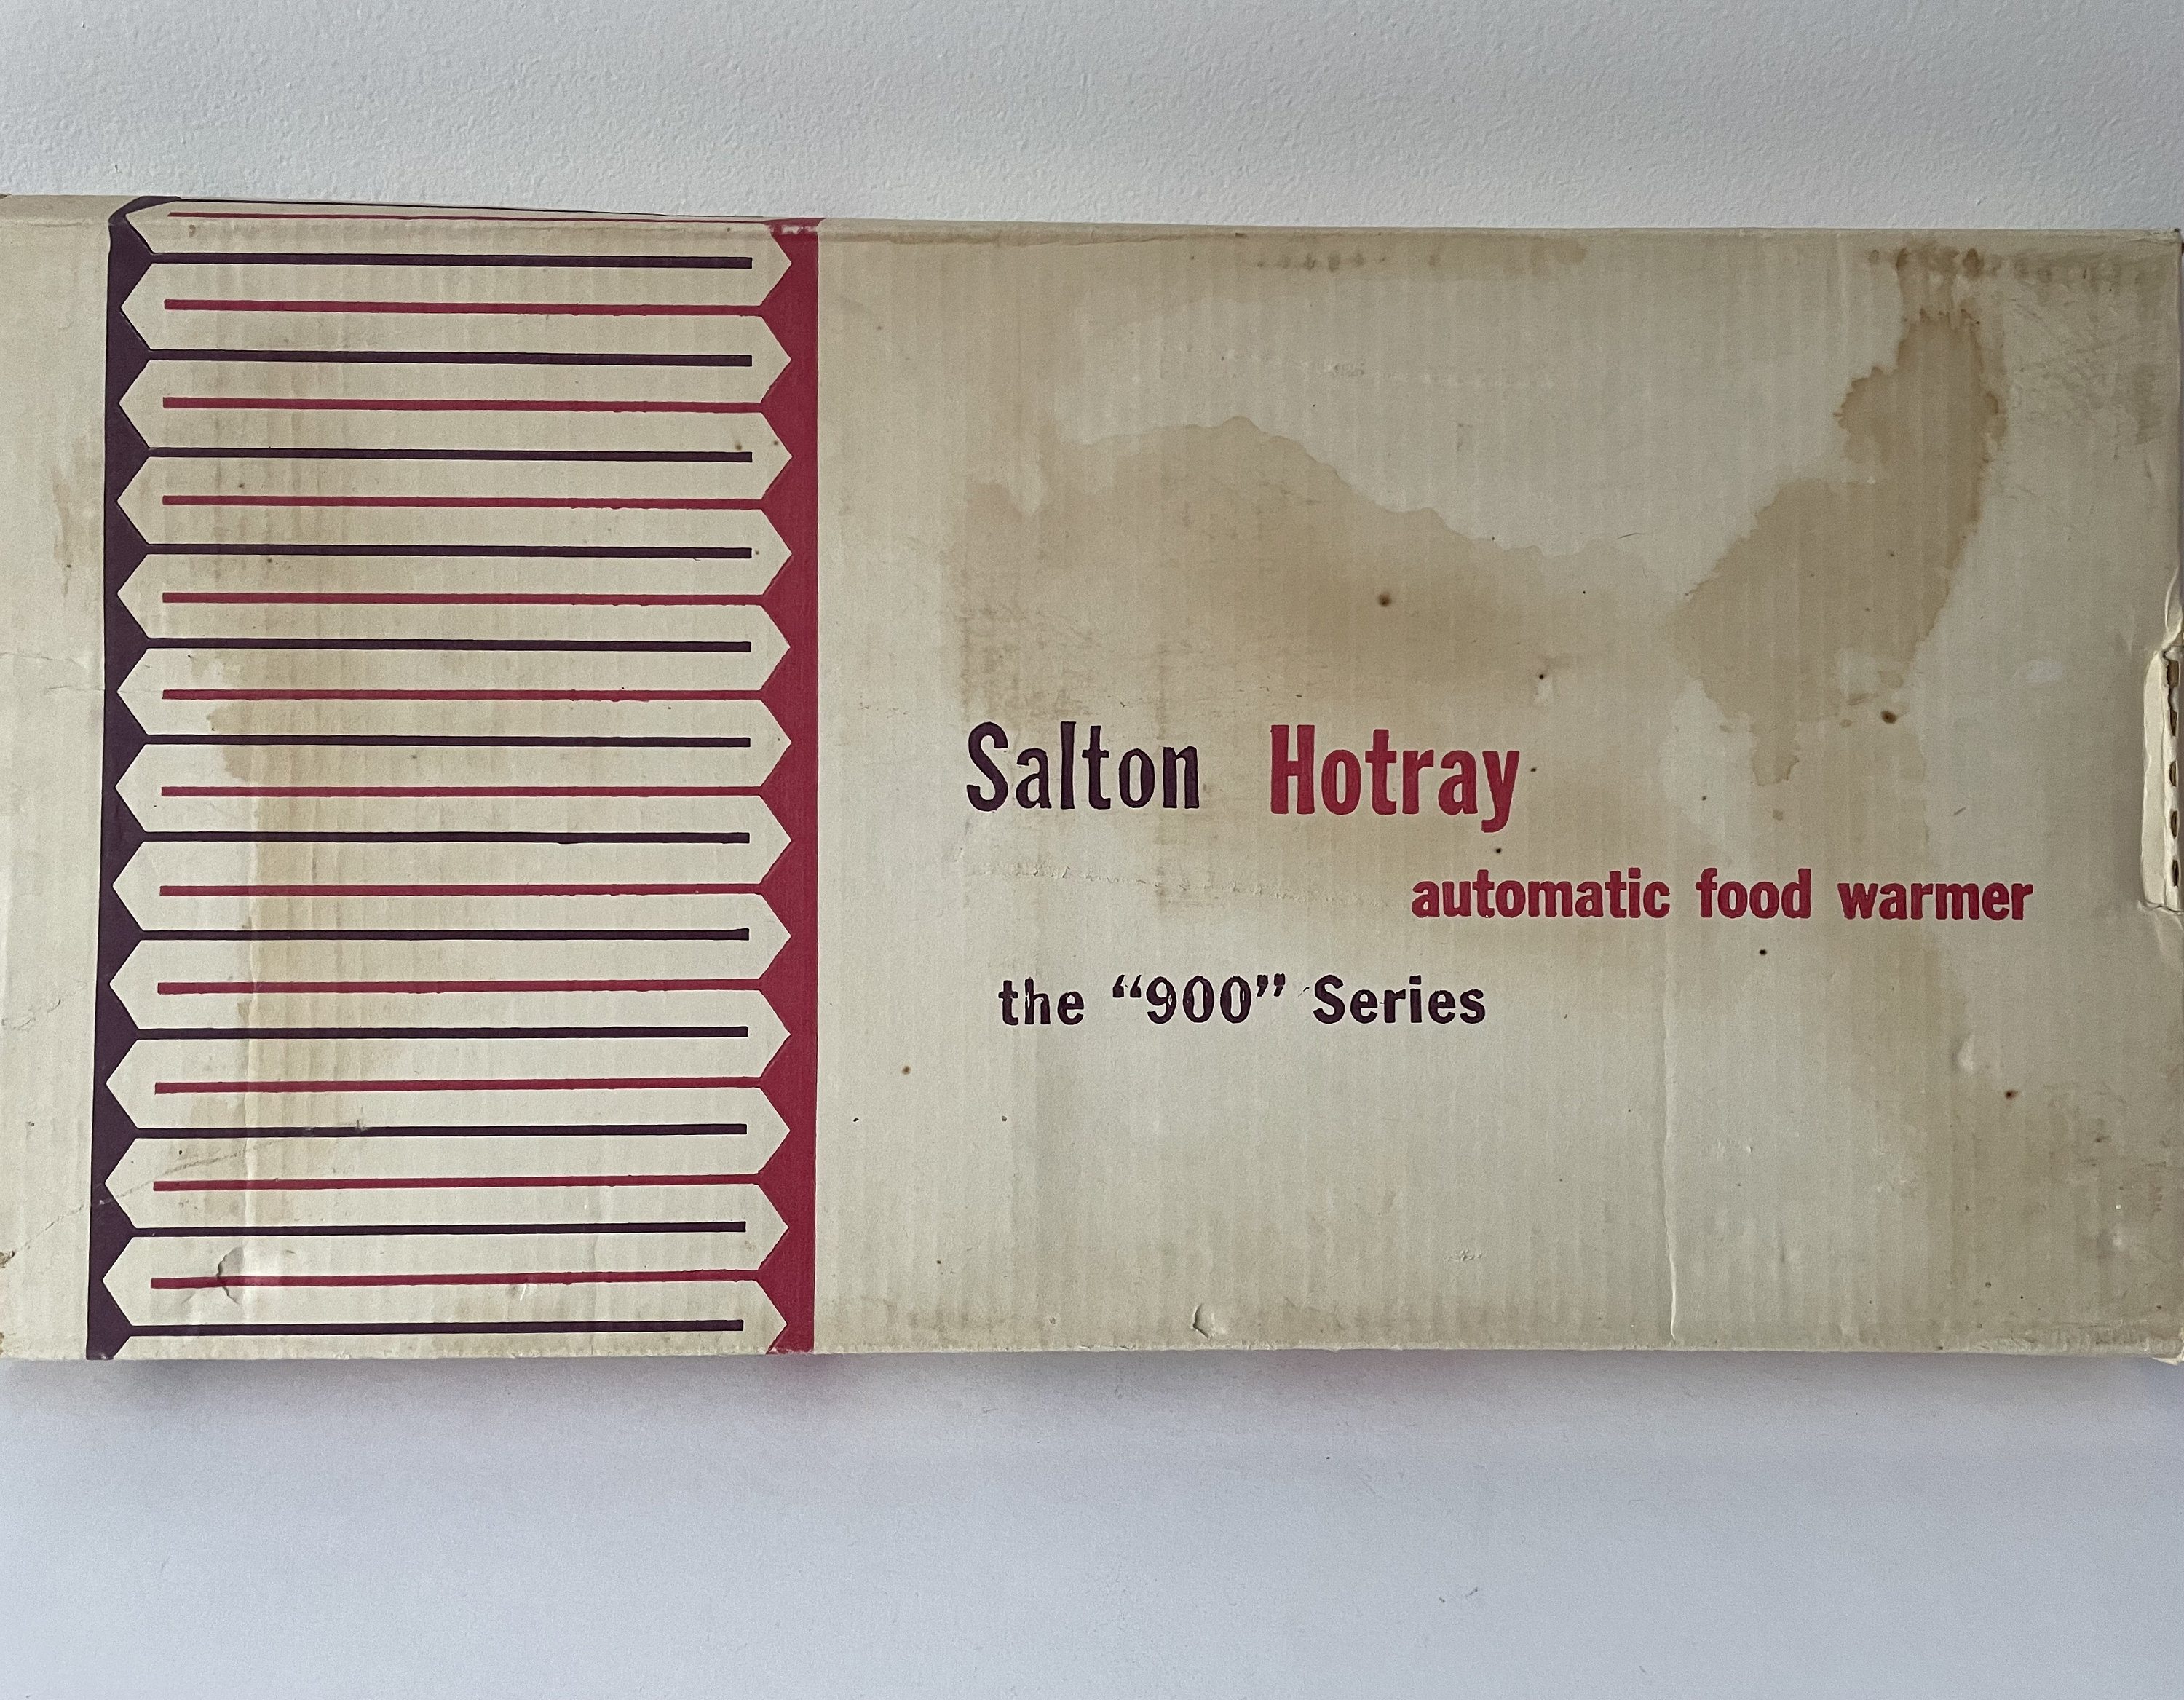 Salton Hotray
automatic food warmer
the “900” Series